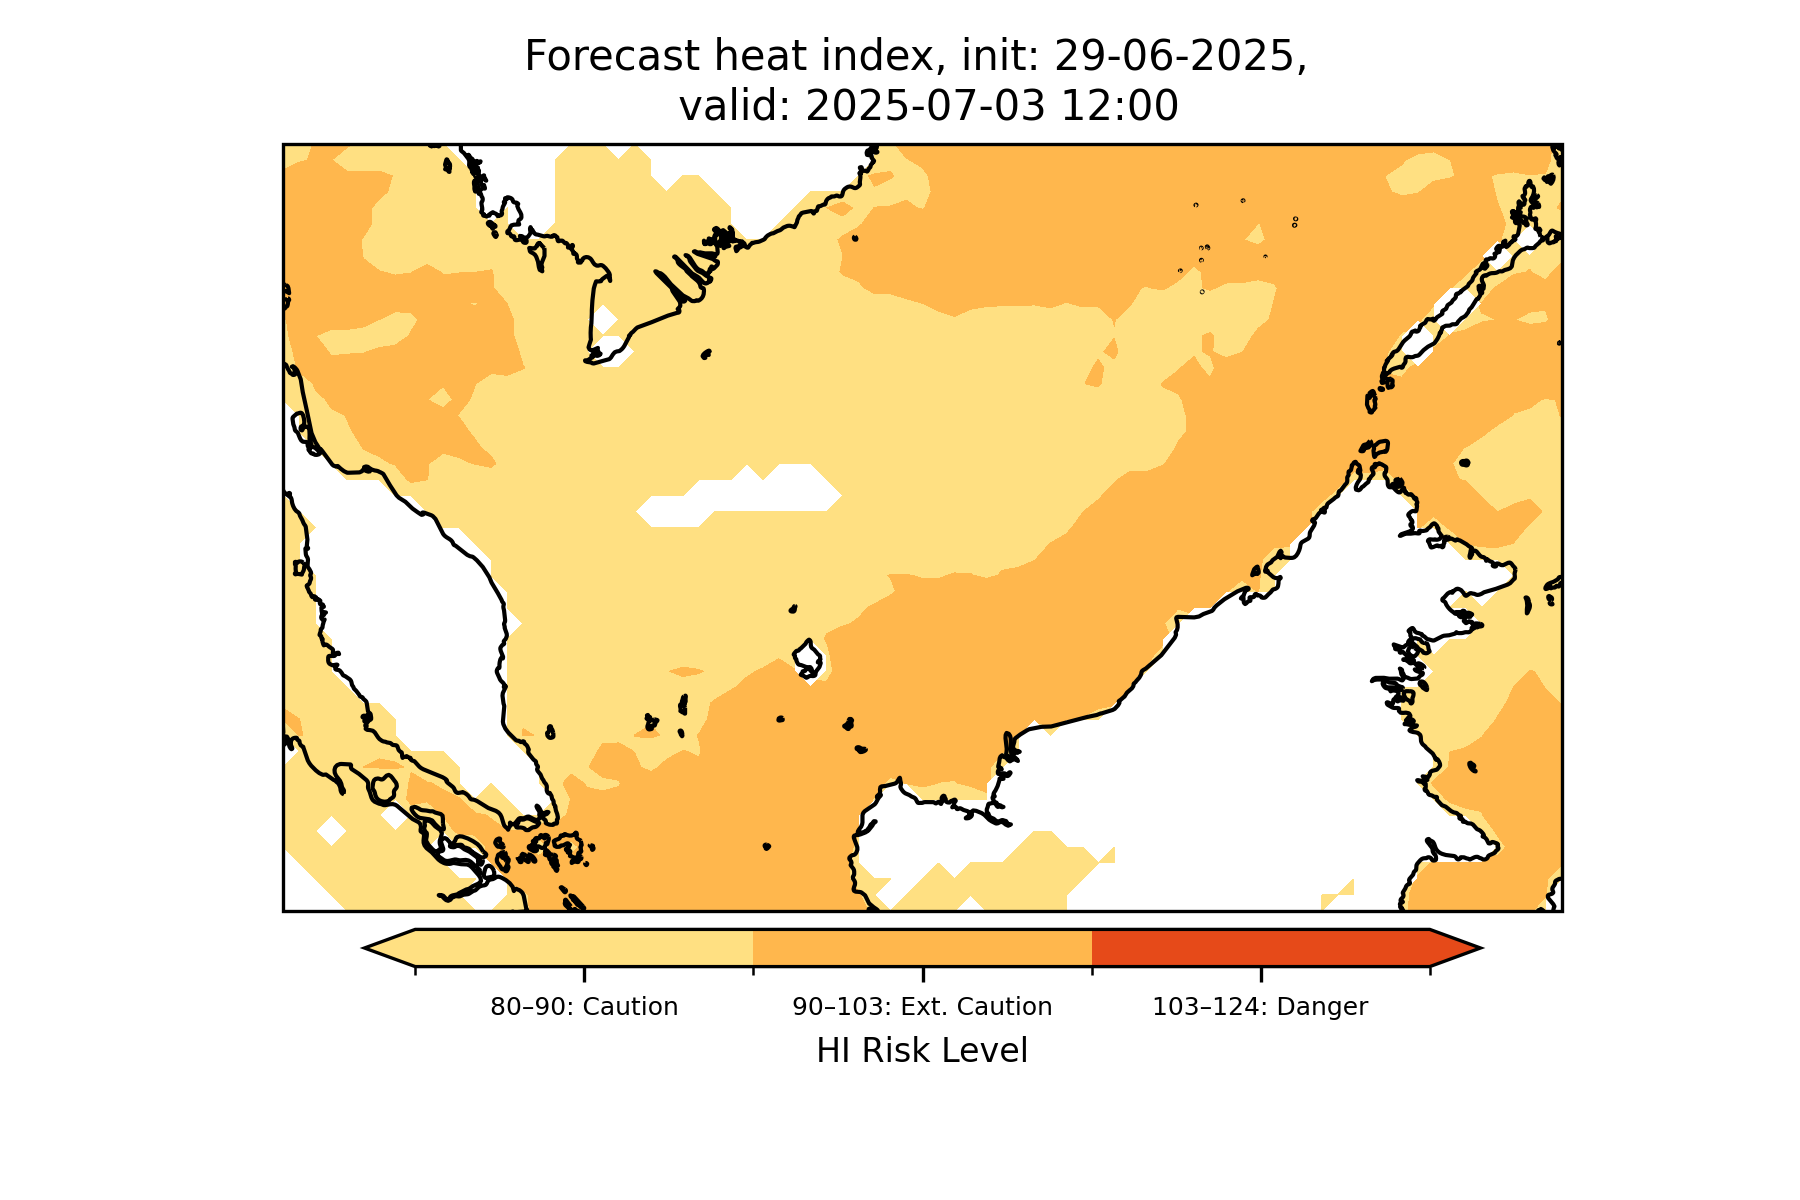 Forecast heat index, init: 29-06-2025,
valid: 2025-07-03 12:00
80–90: Caution
90–103: Ext. Caution
103–124: Danger
HI Risk Level